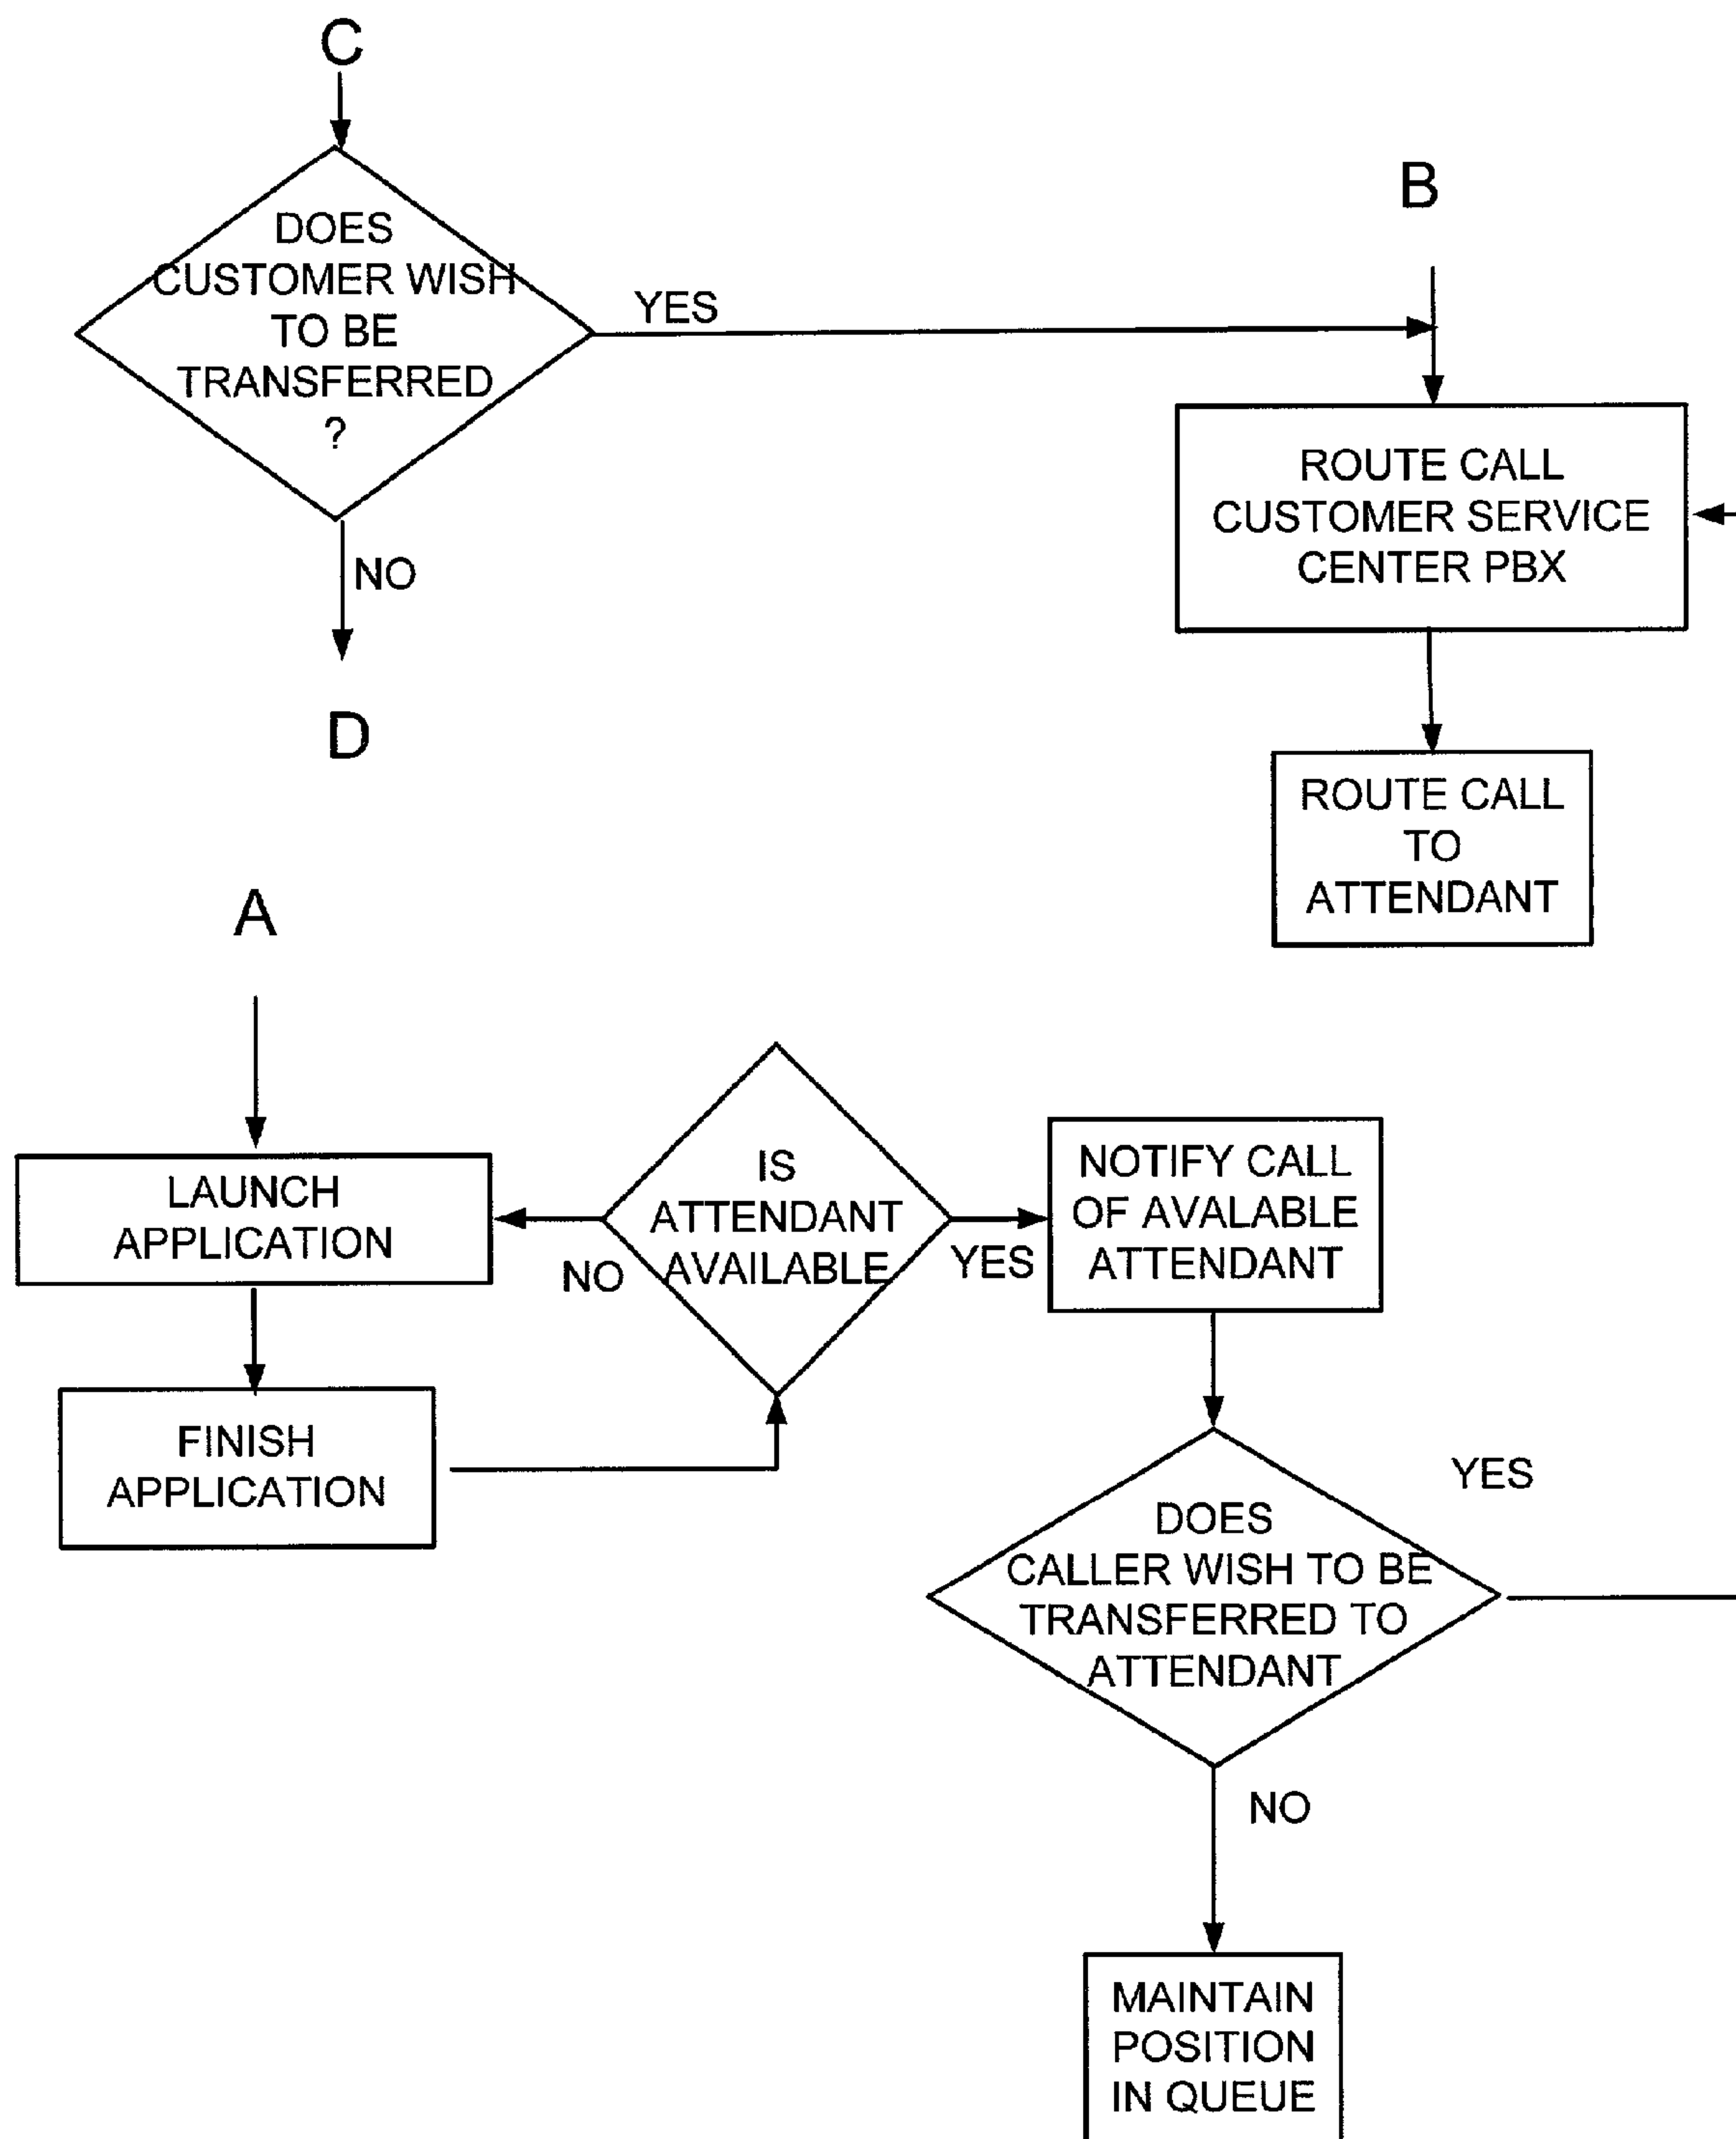 C
DOES
CUSTOMER WISH
TO BE
TRANSFERRED
?
YES
NO
D
B
ROUTE CALL
CUSTOMER SERVICE
CENTER PBX
ROUTE CALL
TO
ATTENDANT
A
LAUNCH
APPLICATION
FINISH
APPLICATION
IS
ATTENDANT
AVAILABLE
NO
YES
NOTIFY CALL
OF AVALABLE
ATTENDANT
DOES
CALLER WISH TO BE
TRANSFERRED TO
ATTENDANT
YES
NO
MAINTAIN
POSITION
IN QUEUE